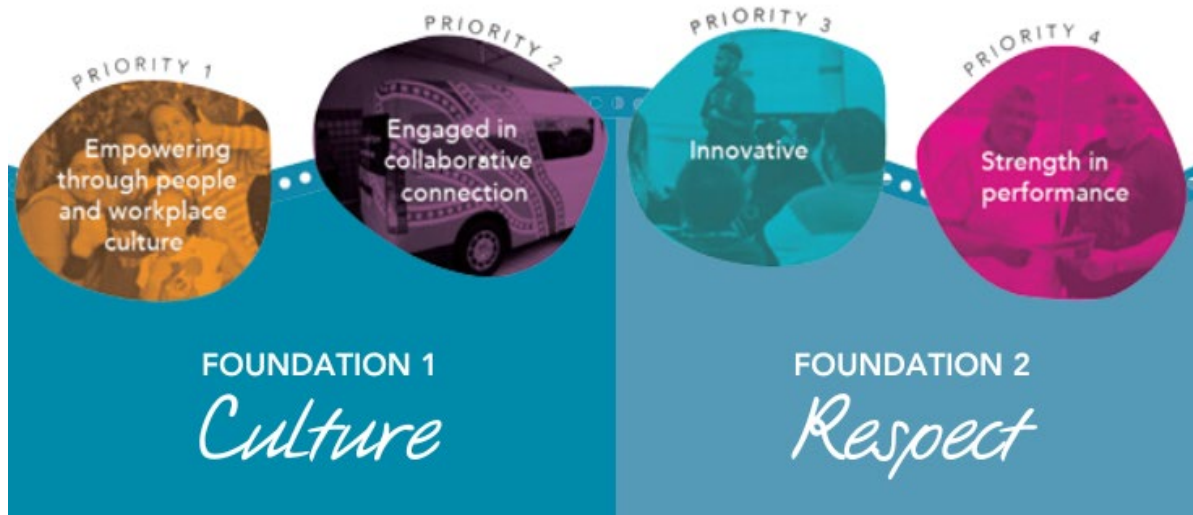 PRIORITY 1
Empowering
through people
and workplace
culture
PRIORITY 2
Engaged in
collaborative
connection
PRIORITY 3
Innovative
PRIORITY 4
Strength in
performance
FOUNDATION 1
Culture
FOUNDATION 2
Respect